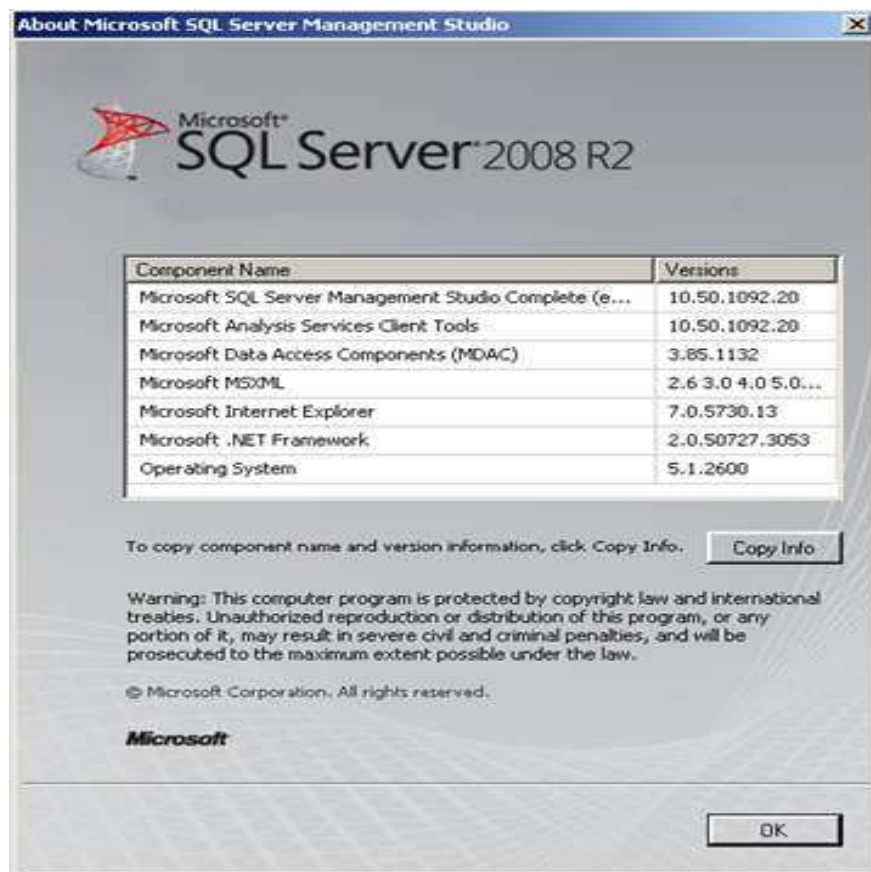 About Microsoft SQL Server Management Studio
Microsoft®
SQL Server® 2008 R2
Component Name Versions
Microsoft SQL Server Management Studio Complete (e... 10.50.1092.20
Microsoft Analysis Services Client Tools 10.50.1092.20
Microsoft Data Access Components (MDAC) 3.85.1132
Microsoft MSXML 2.6 3.0 4.0 5.0...
Microsoft Internet Explorer 7.0.5730.13
Microsoft .NET Framework 2.0.50727.3053
Operating System 5.1.2600
To copy component name and version information, click Copy Info. Copy Info
Warning: This computer program is protected by copyright law and international
treaties. Unauthorized reproduction or distribution of this program, or any
portion of it, may result in severe civil and criminal penalties, and will be
prosecuted to the maximum extent possible under the law.
© Microsoft Corporation. All rights reserved.
Microsoft
OK